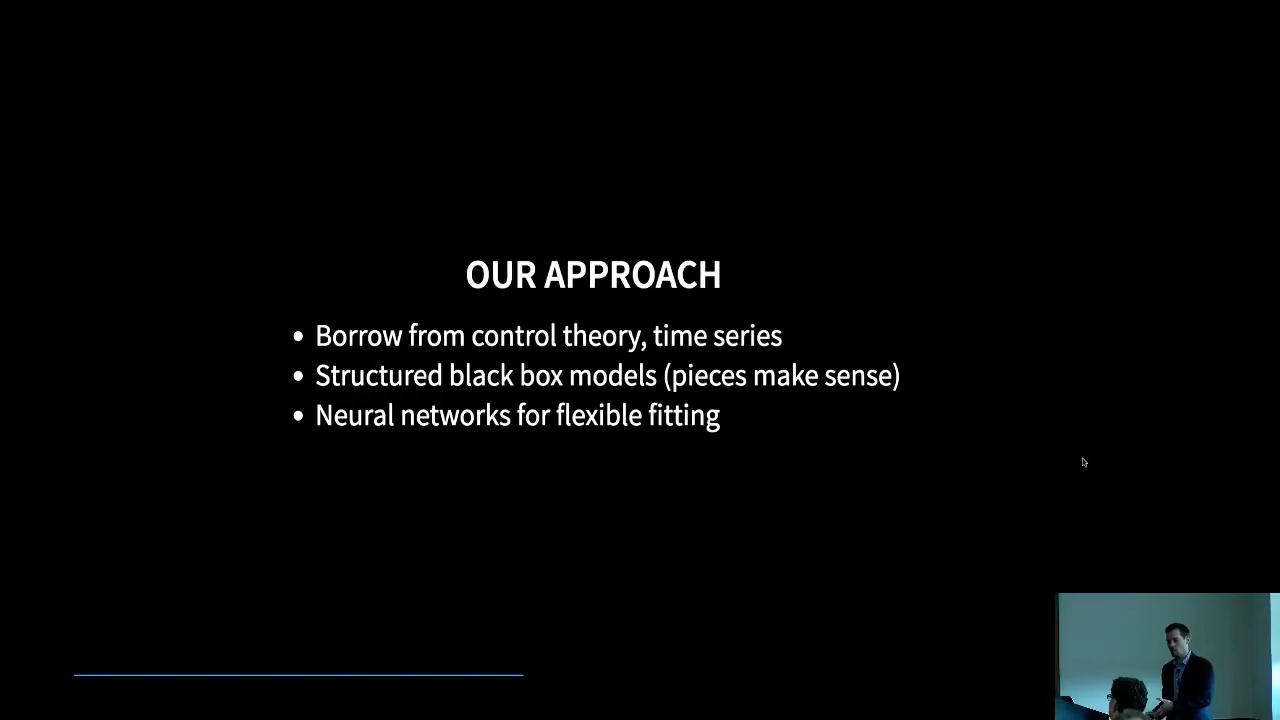 OUR APPROACH
• Borrow from control theory, time series
• Structured black box models (pieces make sense)
• Neural networks for flexible fitting